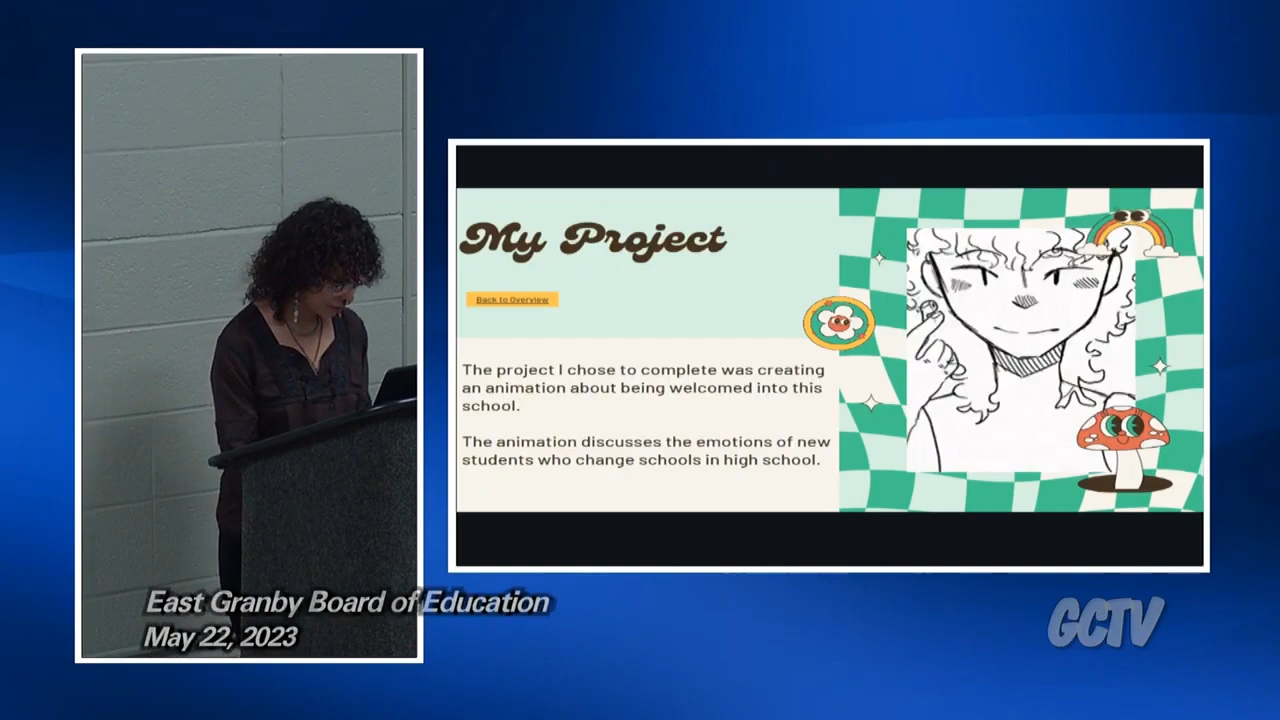 My Project
Back to Overview
The project I chose to complete was creating
an animation about being welcomed into this
school.
The animation discusses the emotions of new
students who change schools in high school.
East Granby Board of Education
May 22, 2023
GCTV